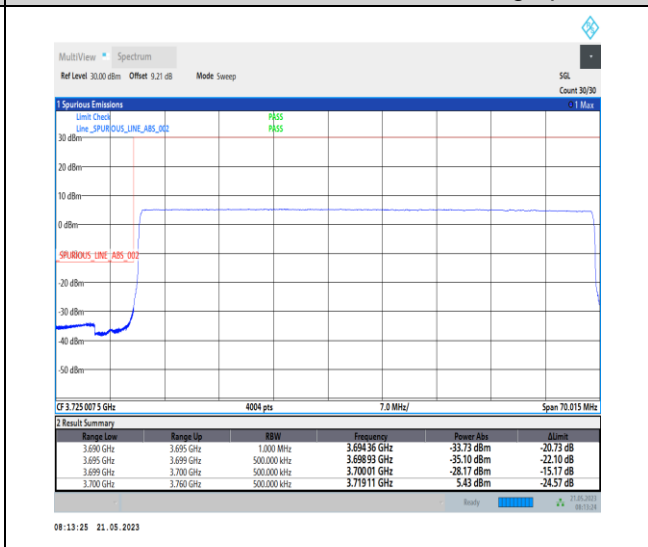 MultiView Spectrum
Ref Level 30.00 dBm Offset 9.21 dB Mode Sweep SGL
Count 30/30
1 Spurious Emissions 1 Max
Limit Check PASS
Line _SPURIOUS_LINE_ABS_002 PASS
30 dBm
20 dBm
10 dBm
0 dBm
_SPURIOUS_LINE_ABS_002
-20 dBm
-30 dBm
-40 dBm
-50 dBm
CF 3.725 007 5 GHz 4004 pts 7.0 MHz/ Span 70.015 MHz
2 Result Summary
Range Low Range Up RBW Frequency Power Abs ΔLimit
3.690 GHz 3.695 GHz 1.000 MHz 3.694 36 GHz -33.73 dBm -20.73 dB
3.695 GHz 3.699 GHz 500.000 kHz 3.698 93 GHz -35.10 dBm -22.10 dB
3.699 GHz 3.700 GHz 500.000 kHz 3.700 01 GHz -28.17 dBm -15.17 dB
3.700 GHz 3.760 GHz 500.000 kHz 3.719 11 GHz 5.43 dBm -24.57 dB
Ready 21.05.2023
08:13:24
08:13:25 21.05.2023